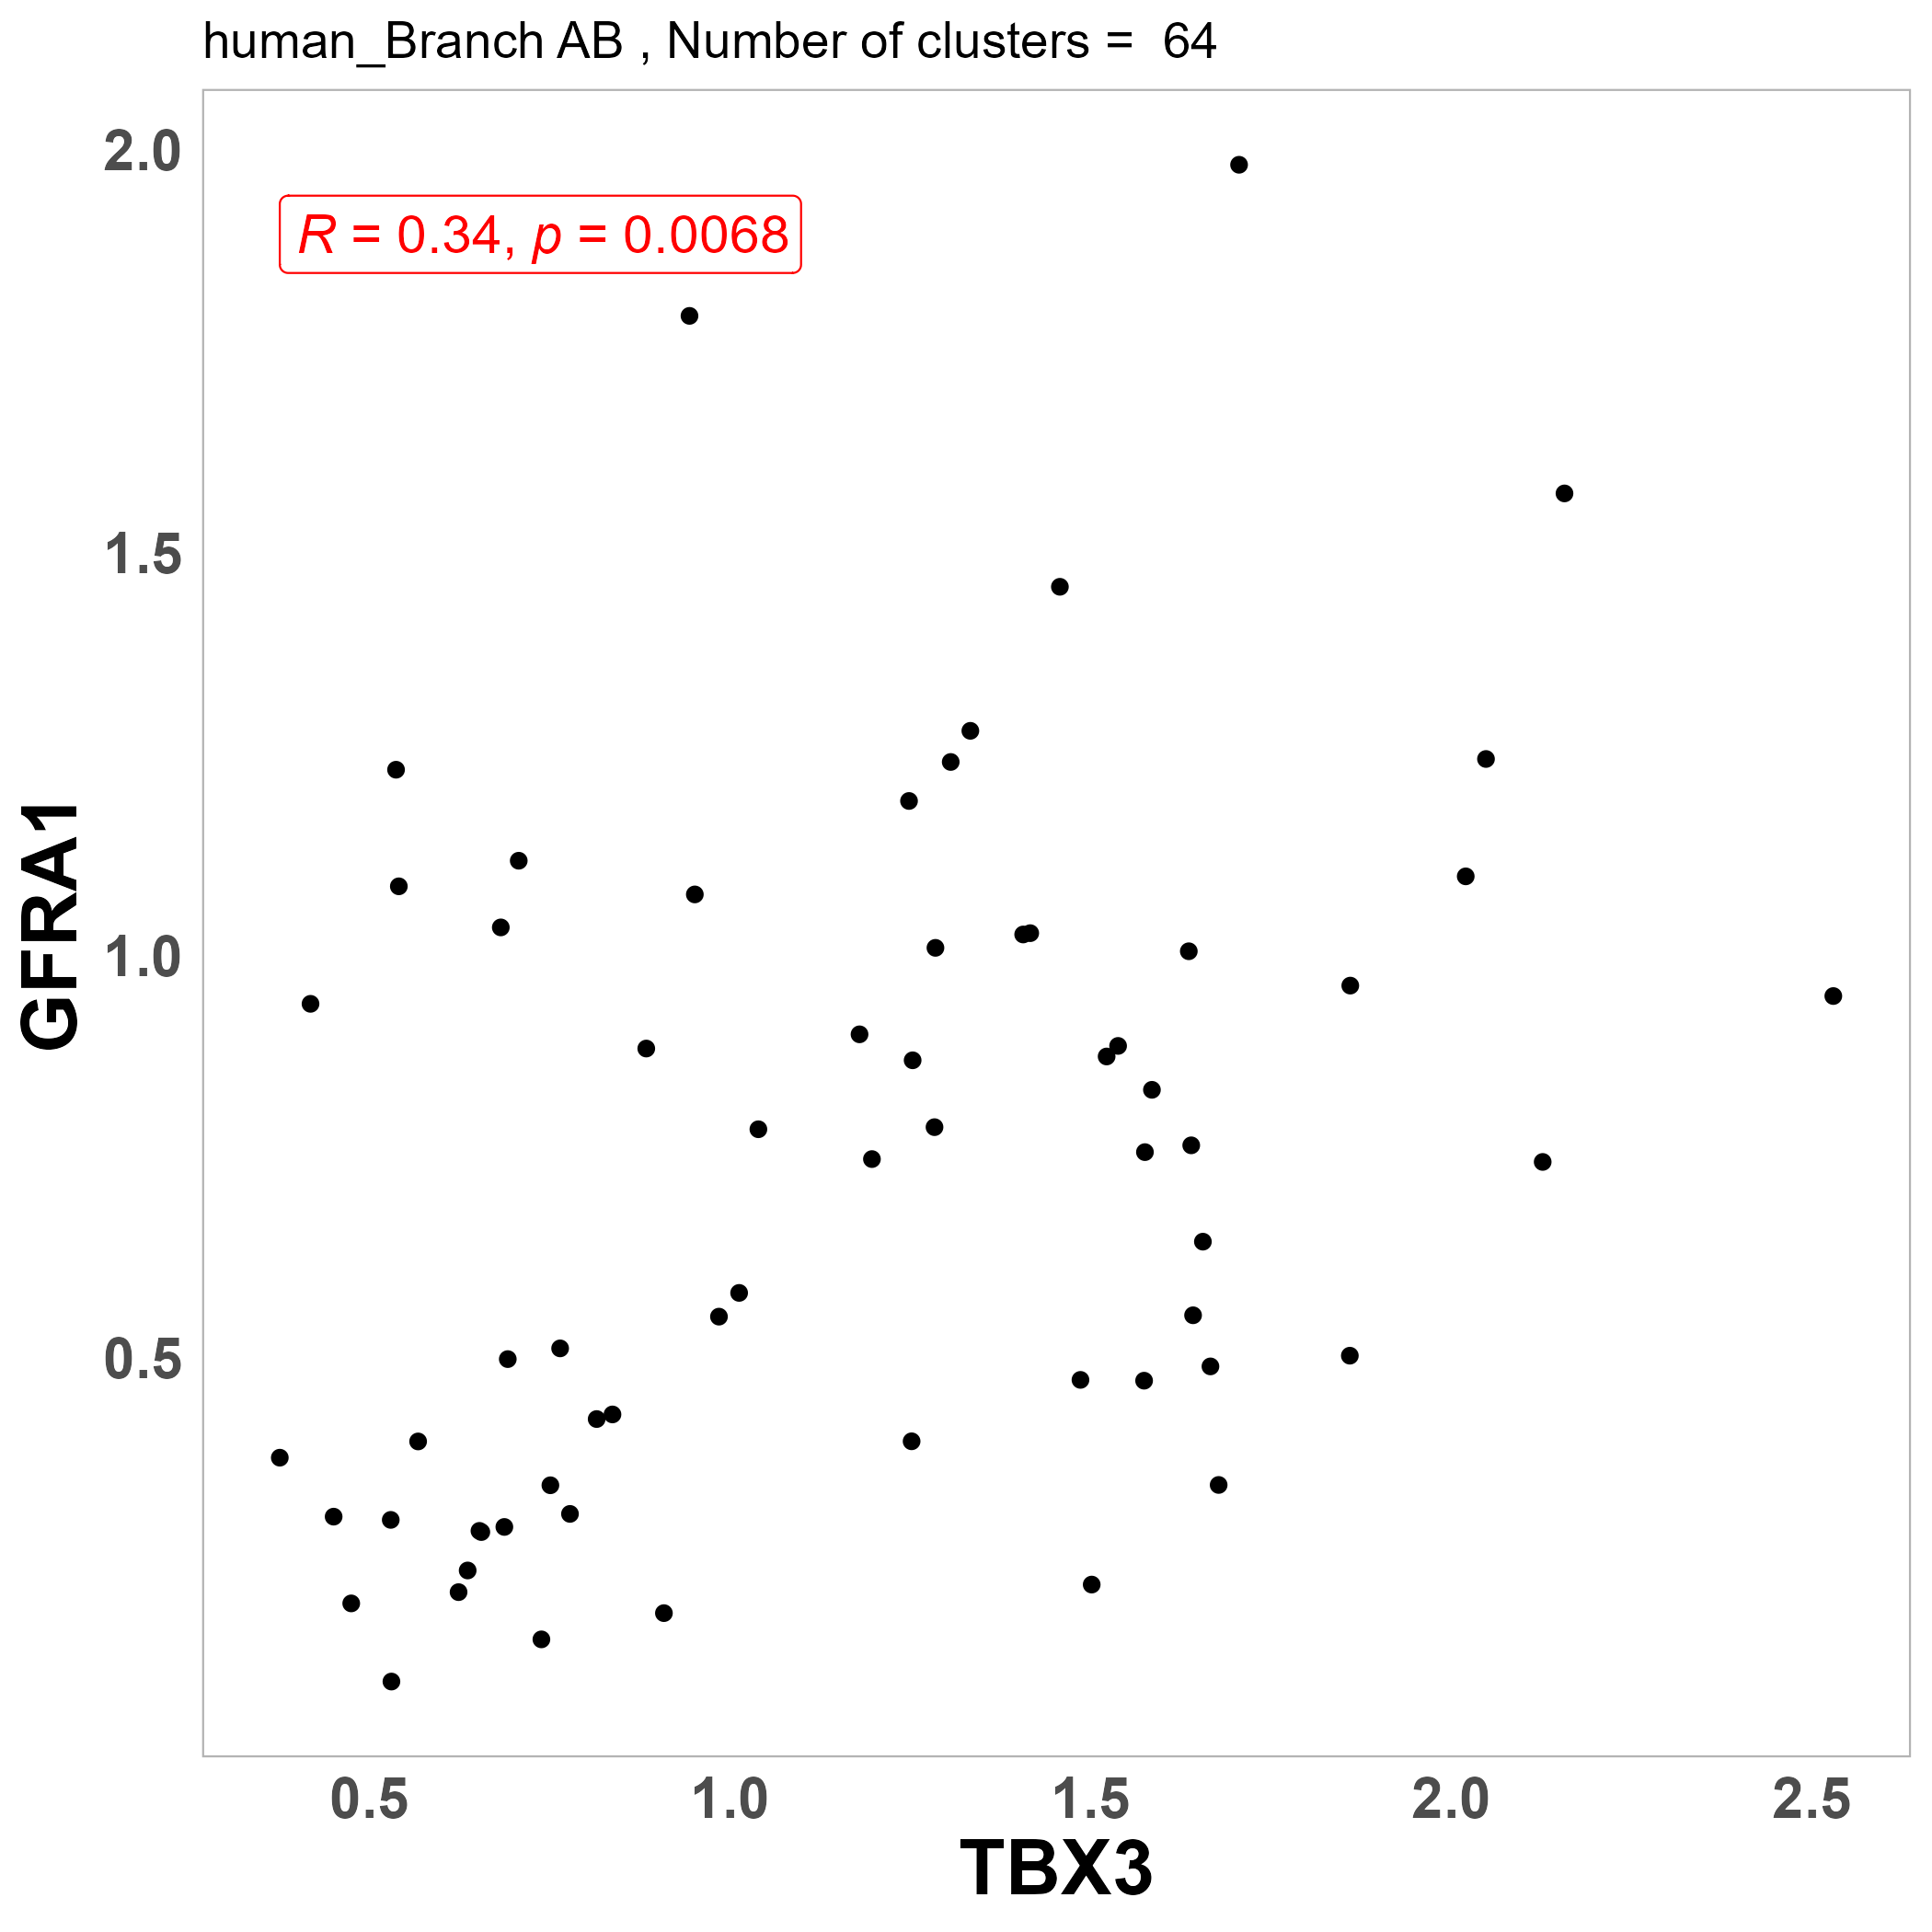 human_Branch AB , Number of clusters =  64
2.0
R = 0.34, p = 0.0068
1.5
1.0
0.5
GFRA1
0.5 1.0 1.5 2.0 2.5
TBX3